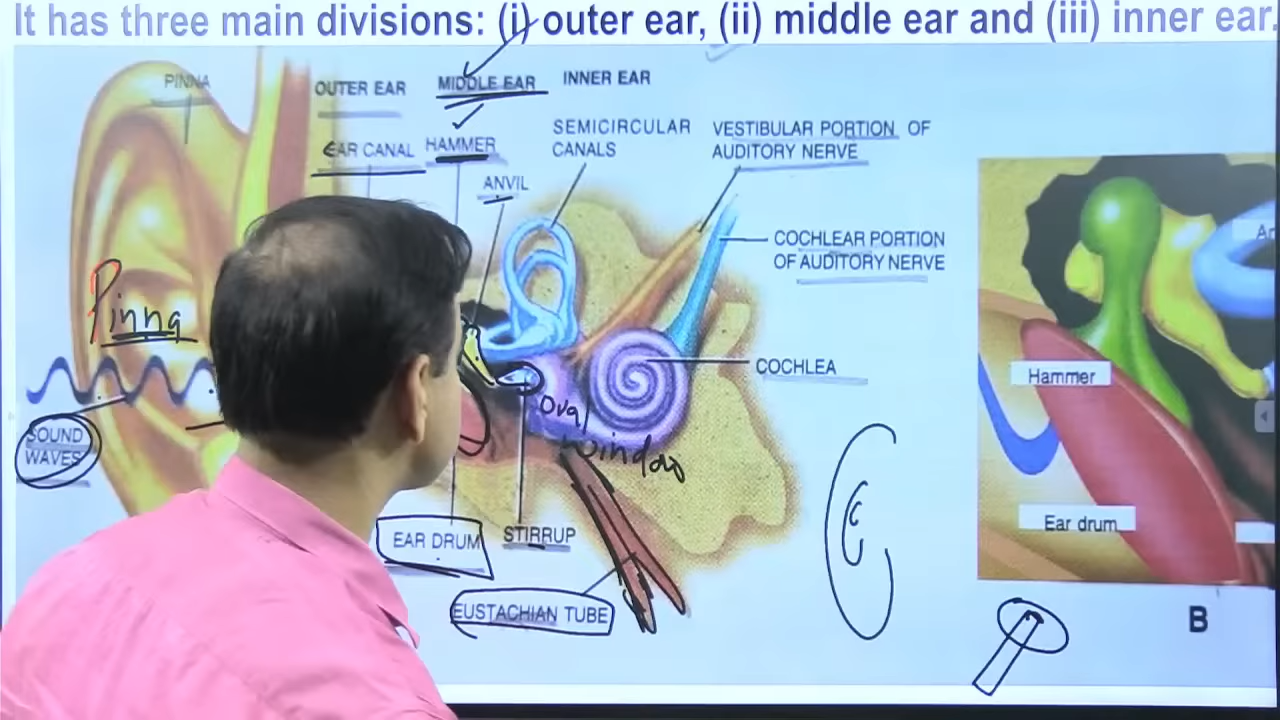 It has three main divisions: (i) outer ear, (ii) middle ear and (iii) inner ear.
PINNA
OUTER EAR
MIDDLE EAR
INNER EAR
EAR CANAL
HAMMER
ANVIL
SEMICIRCULAR
CANALS
VESTIBULAR PORTION OF
AUDITORY NERVE
COCHLEAR PORTION
OF AUDITORY NERVE
COCHLEA
Pinna
oval
window
SOUND
WAVES
EAR DRUM
STIRRUP
EUSTACHIAN TUBE
Hammer
Ear drum
B